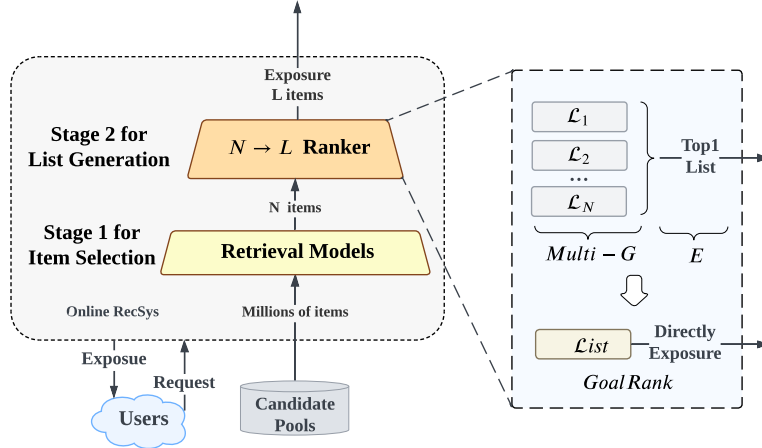 Exposure
L items
Stage 2 for
List Generation
N → L Ranker
N items
Stage 1 for
Item Selection
Retrieval Models
Online RecSys
Millions of items
Exposue
Request
Users
Candidate
Pools
ℒ1
ℒ2
...
ℒN
Top1
List
Multi − G
E
ℒist
Directly
Exposure
GoalRank